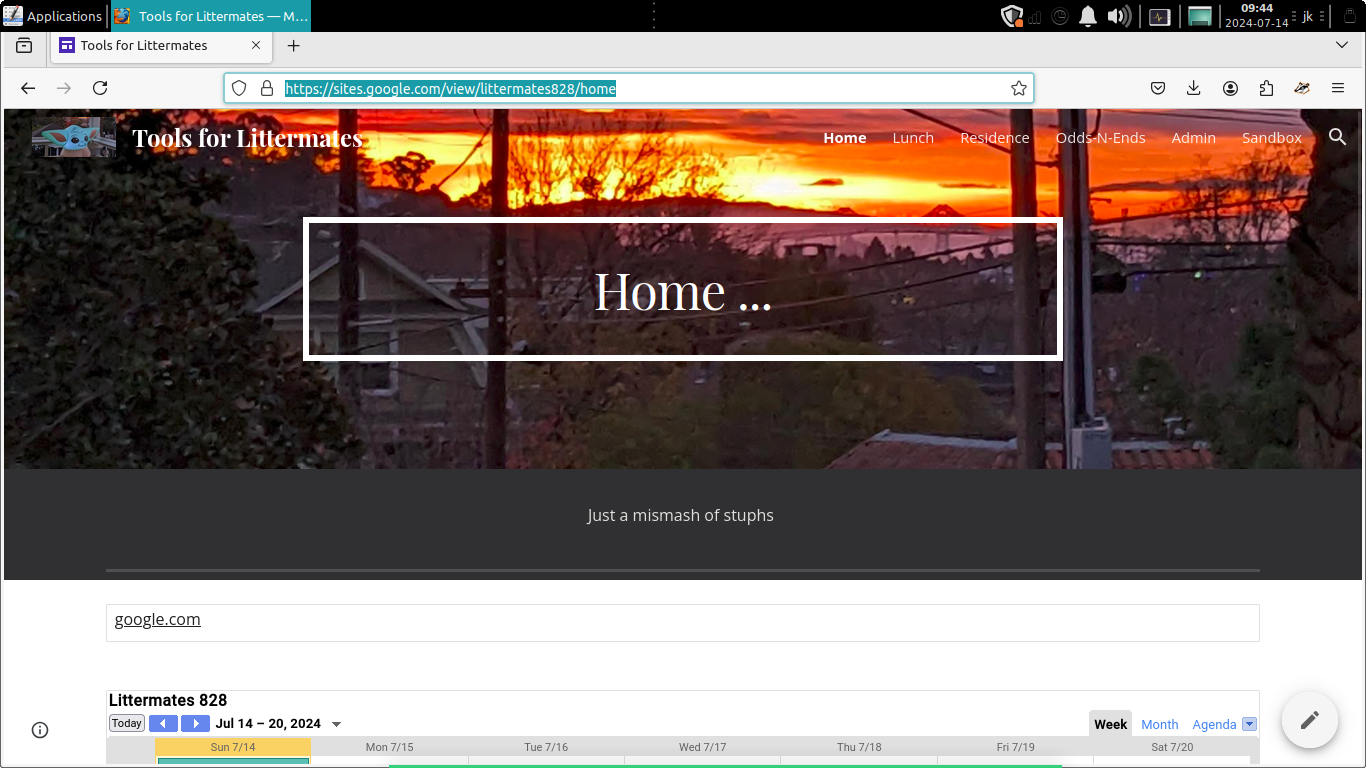 Applications
Tools for Littermates — M...
09:44
2024-07-14
jk
Tools for Littermates
https://sites.google.com/view/littermates828/home
Tools for Littermates
Home Lunch Residence Odds-N-Ends Admin Sandbox
Home ...
Just a mismash of stuphs
google.com
Littermates 828
Today Jul 14 – 20, 2024 Week Month Agenda
Sun 7/14 Mon 7/15 Tue 7/16 Wed 7/17 Thu 7/18 Fri 7/19 Sat 7/20